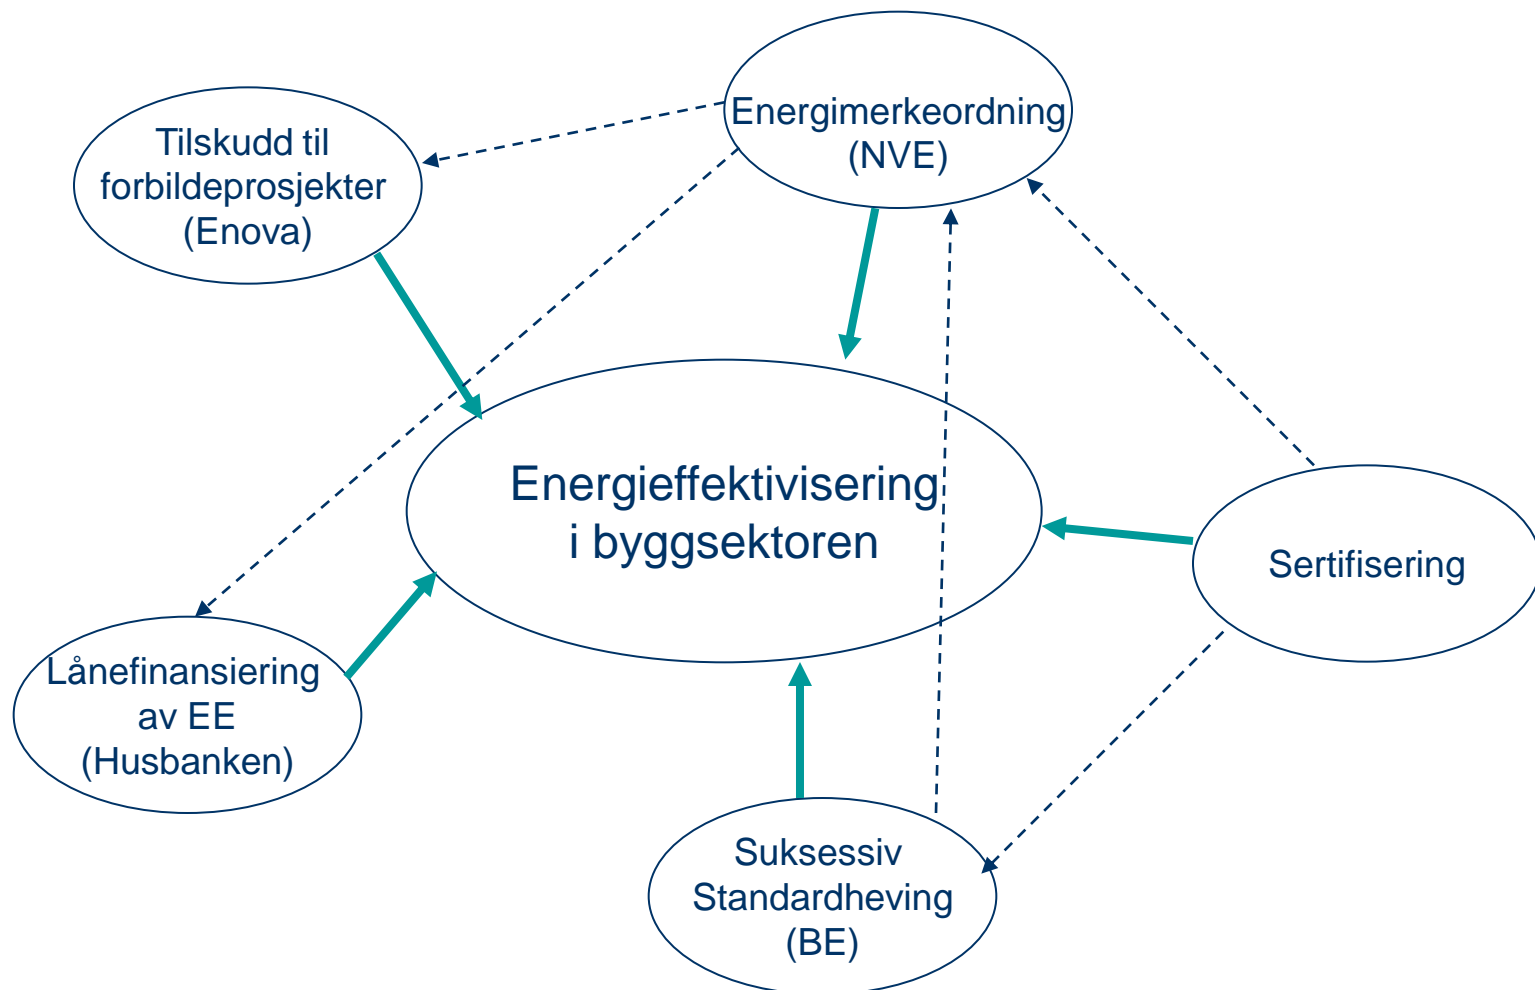 Energimerkeordning
(NVE)
Tilskudd til
forbildeprosjekter
(Enova)
Energieffektivisering
i byggsektoren
Sertifisering
Lånefinansiering
av EE
(Husbanken)
Suksessiv
Standardheving
(BE)